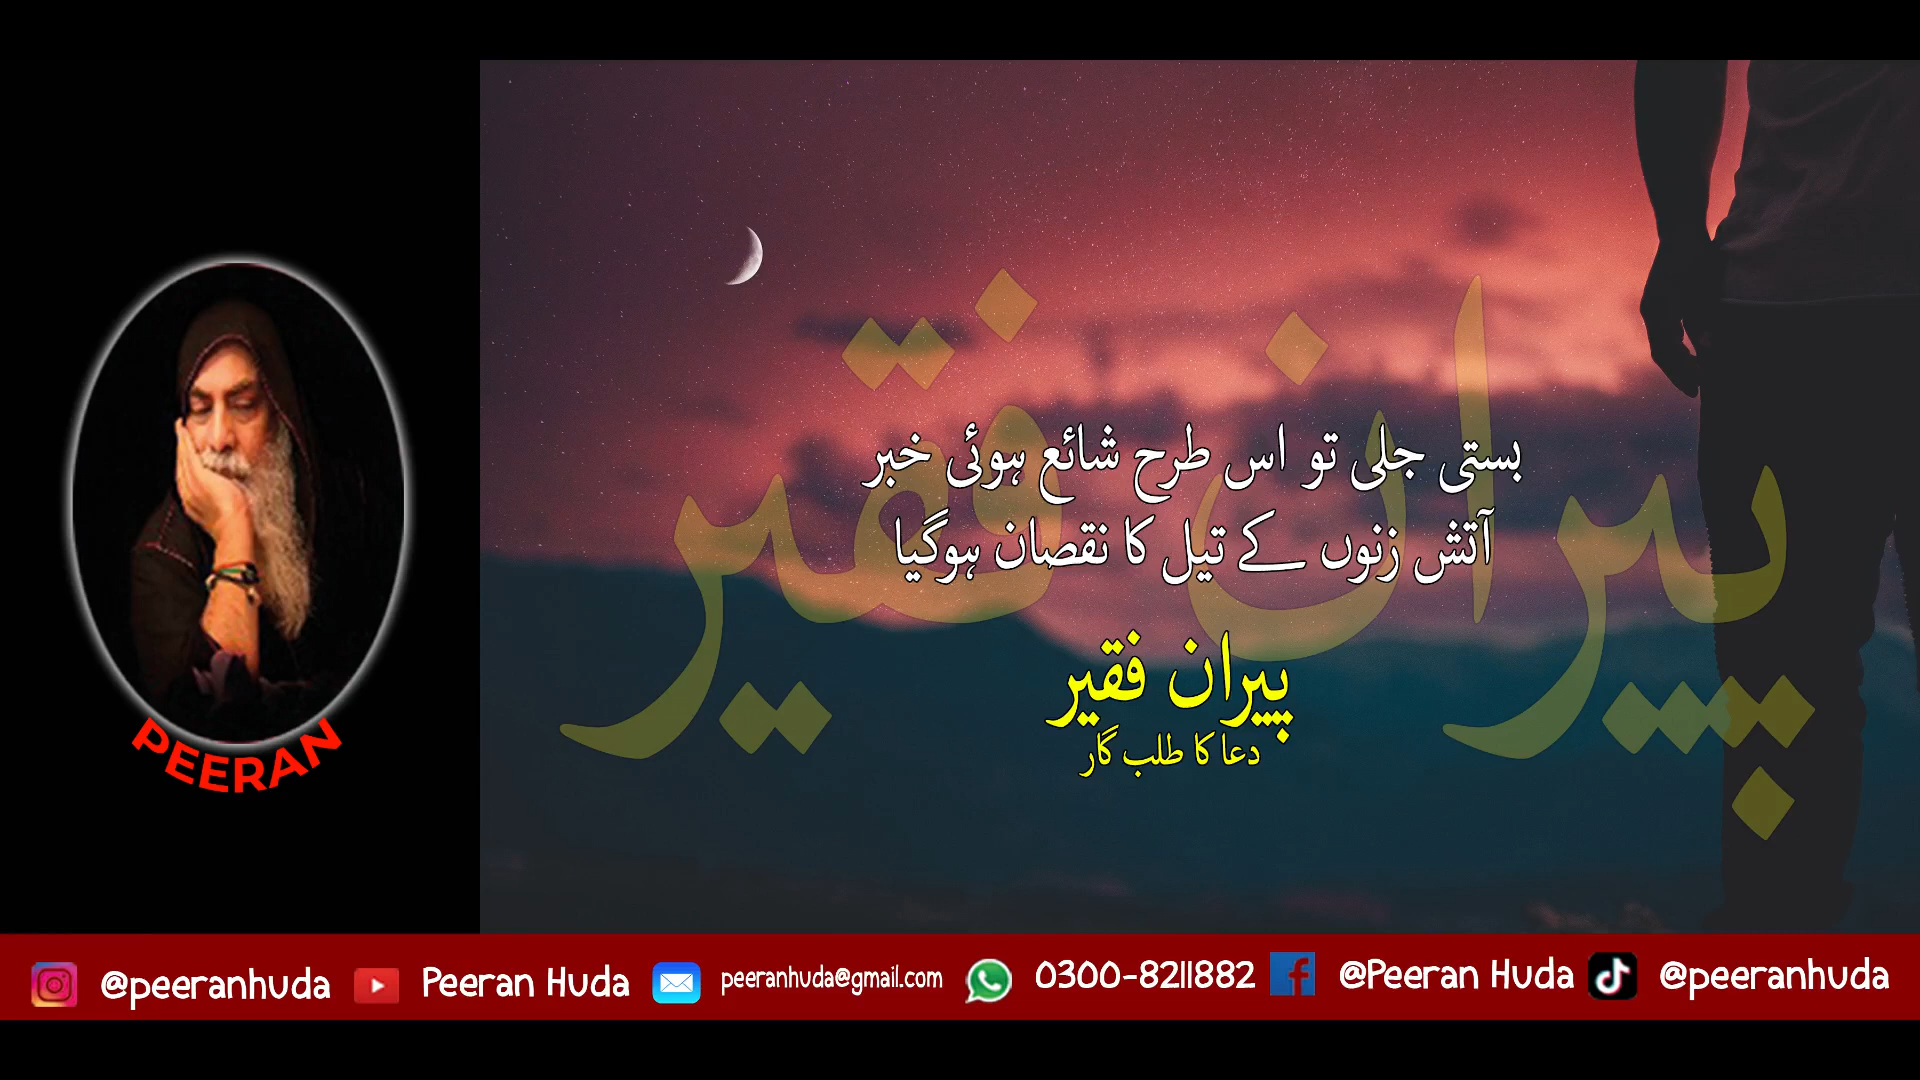 پیران فقیر
بستی جلی تو اس طرح شائع ہوئی خبر
آتش زنوں کے تیل کا نقصان ہوگیا
پیران فقیر
دعا کا طلب گار
PEERAN
@peeranhuda Peeran Huda peeranhuda@gmail.com 0300-8211882 @Peeran Huda @peeranhuda